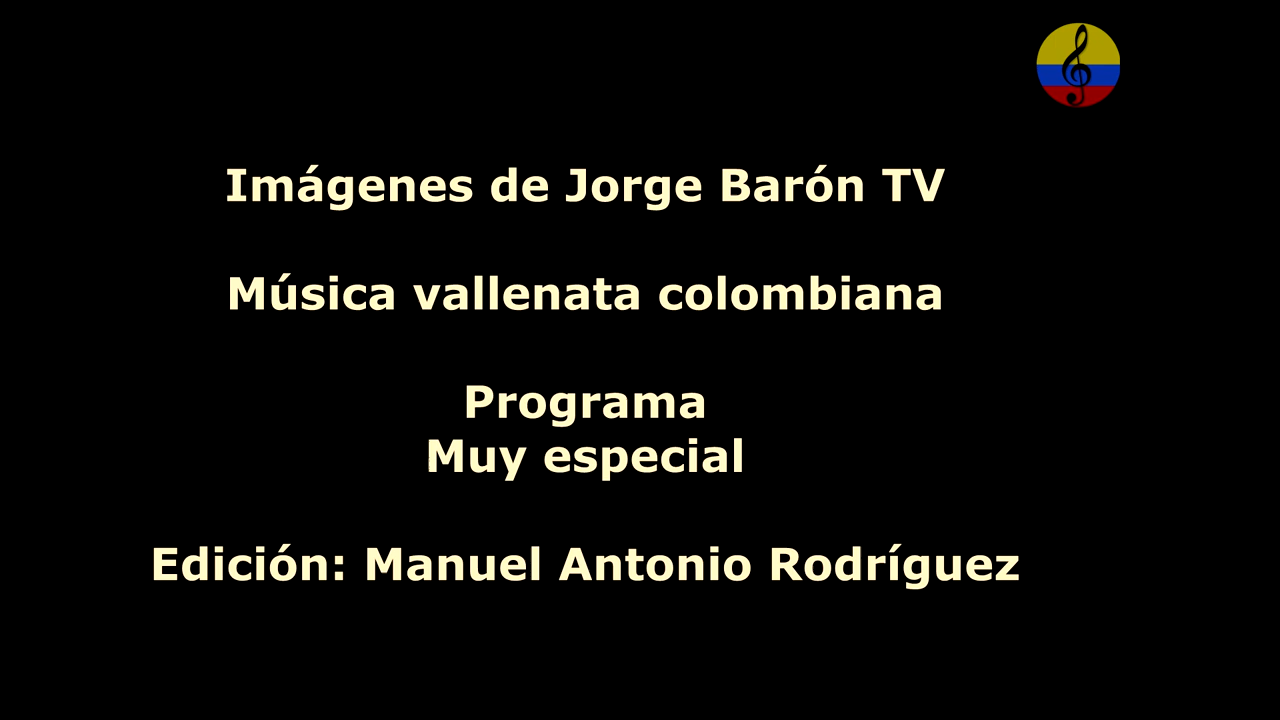 Imágenes de Jorge Barón TV
Música vallenata colombiana
Programa
Muy especial
Edición: Manuel Antonio Rodríguez